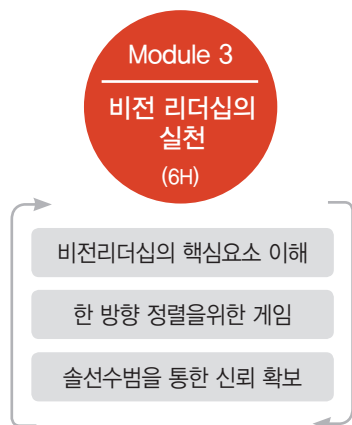 Module 3
비전 리더십의
실천
(6H)
비전리더십의 핵심요소 이해
한 방향 정렬을위한 게임
솔선수범을 통한 신뢰 확보